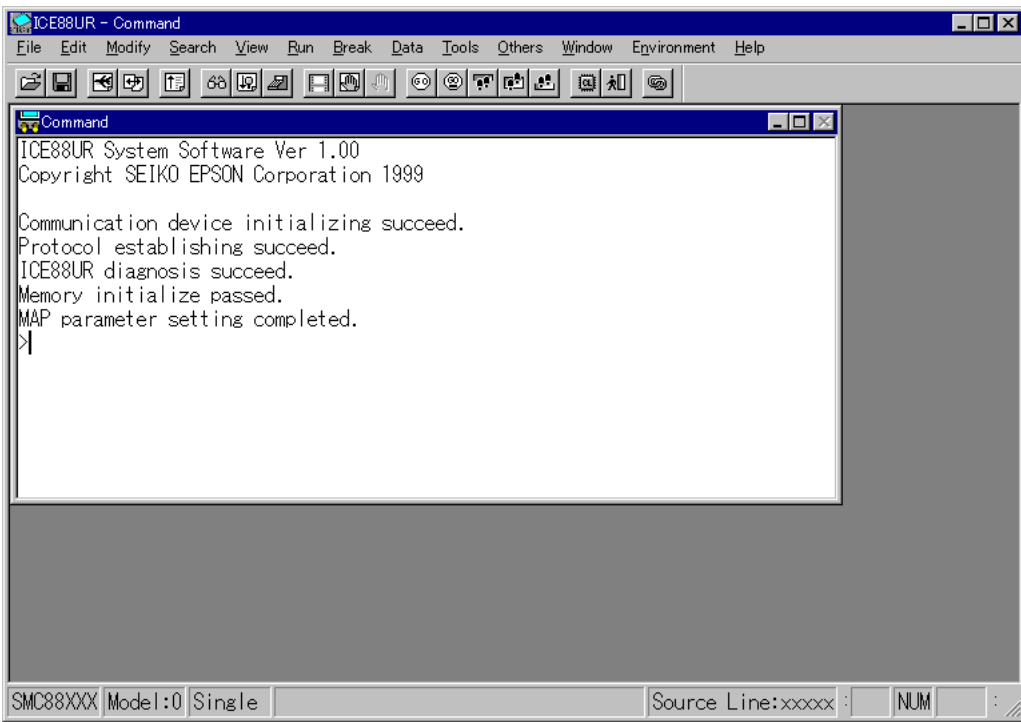 ICE88UR - Command
File Edit Modify Search View Run Break Data Tools Others Window Environment Help
GO
CL
Command
ICE88UR System Software Ver 1.00
Copyright SEIKO EPSON Corporation 1999
Communication device initializing succeed.
Protocol establishing succeed.
ICE88UR diagnosis succeed.
Memory initialize passed.
MAP parameter setting completed.
>
SMC88XXX Model:0 Single Source Line:xxxxx : NUM :